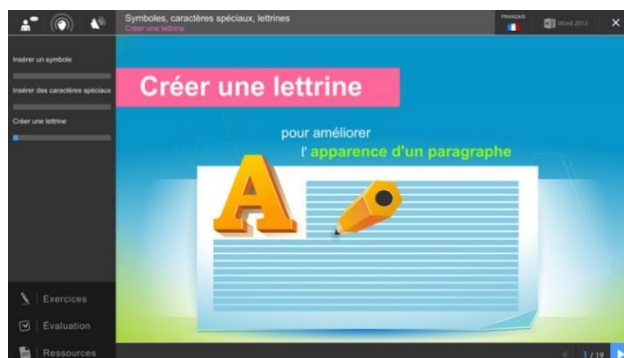 Symboles, caractères spéciaux, lettrines
Créer une lettrine
FRANÇAIS
Word 2013
Insérer un symbole
Insérer des caractères spéciaux
Créer une lettrine
Créer une lettrine
pour améliorer
l'apparence d'un paragraphe
A
Exercices
Évaluation
Ressources
1 / 19